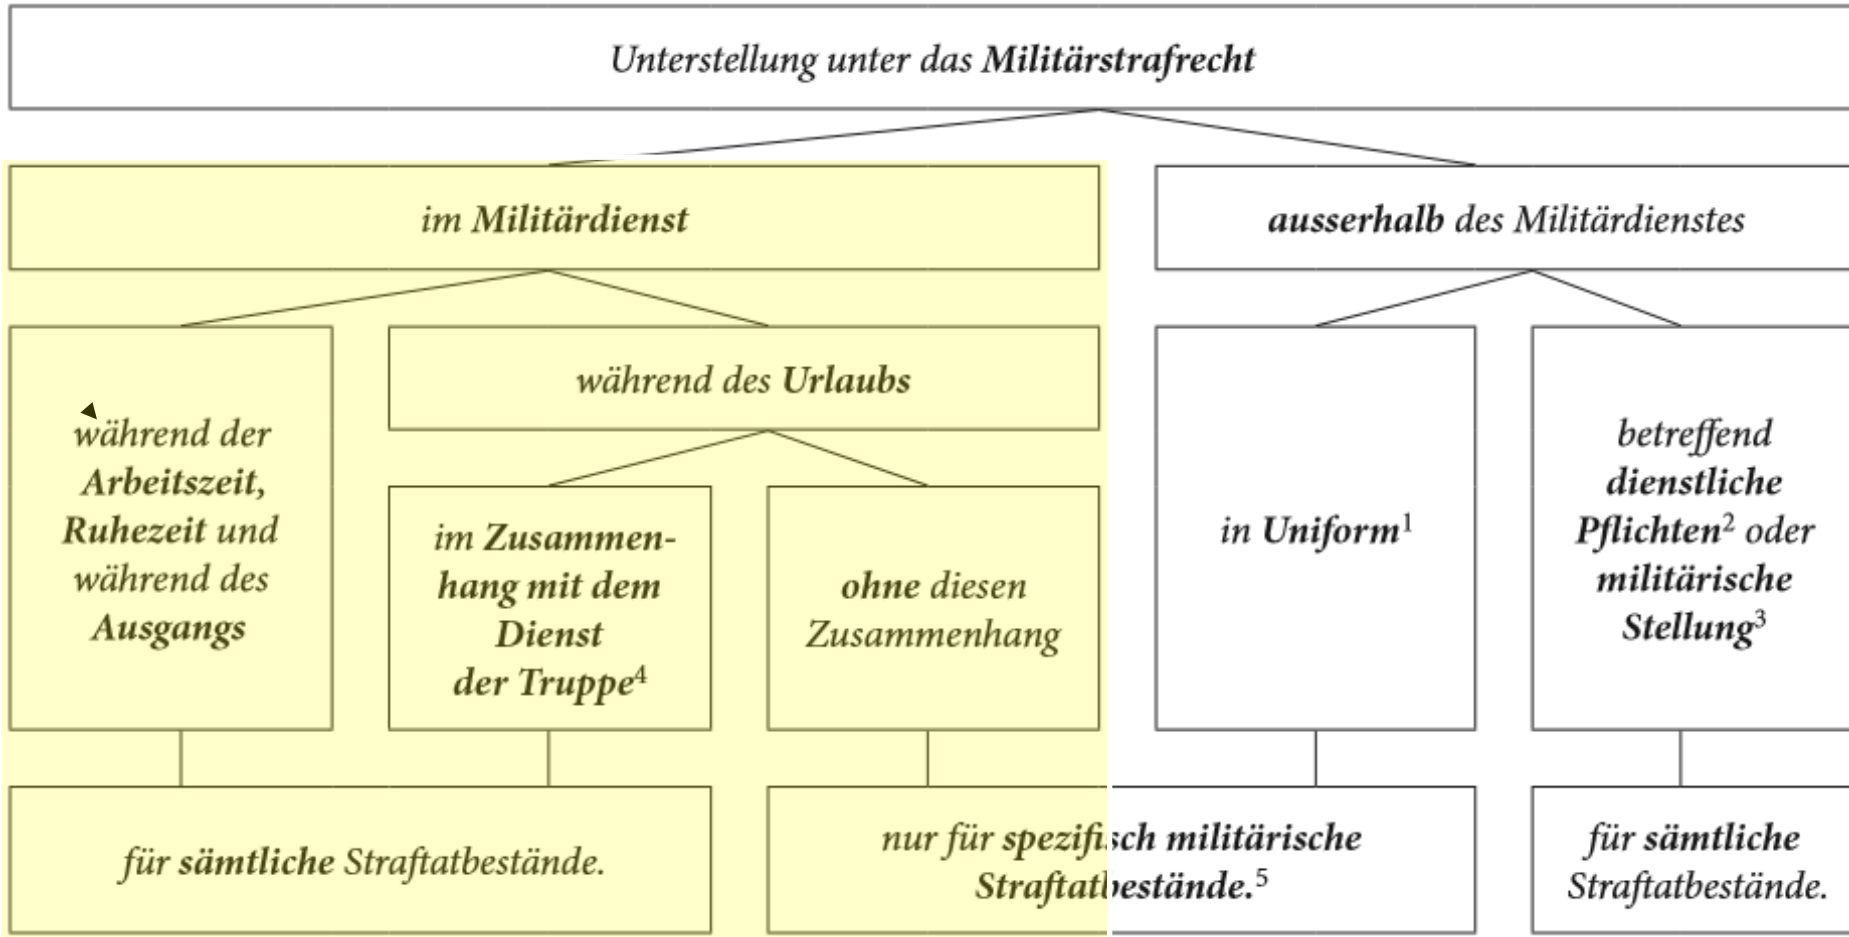 Unterstellung unter das Militärstrafrecht
im Militärdienst
ausserhalb des Militärdienstes
während der
Arbeitszeit,
Ruhezeit und
während des
Ausgangs
während des Urlaubs
im Zusammen-
hang mit dem
Dienst
der Truppe⁴
ohne diesen
Zusammenhang
in Uniform¹
betreffend
dienstliche
Pflichten² oder
militärische
Stellung³
für sämtliche Straftatbestände.
nur für spezifisch militärische
Straftatbestände.⁵
für sämtliche
Straftatbestände.